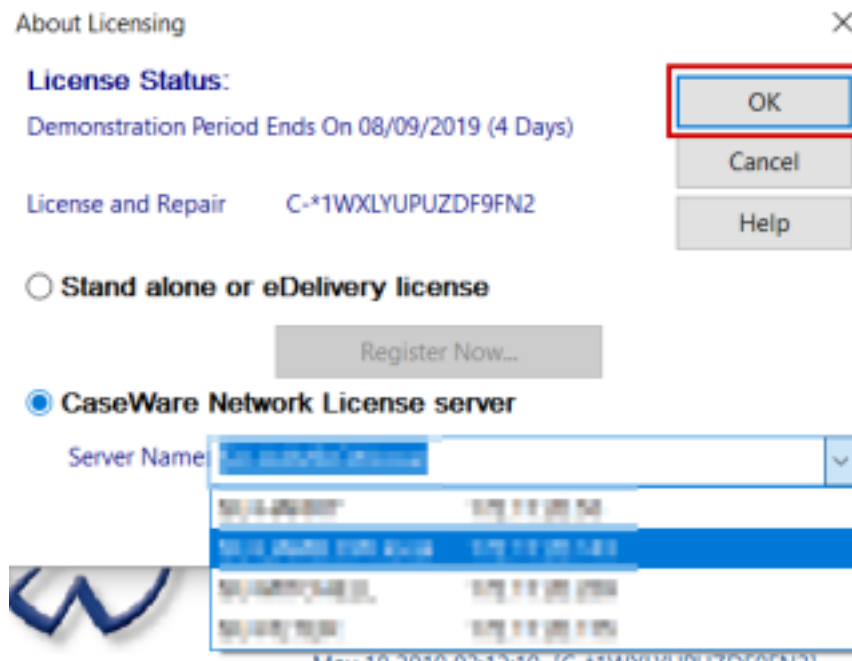 About Licensing
License Status:
OK
Demonstration Period Ends On 08/09/2019 (4 Days)
Cancel
License and Repair C-*1WXLYUPUZDF9FN2
Help
Stand alone or eDelivery license
Register Now...
CaseWare Network License server
Server Name: